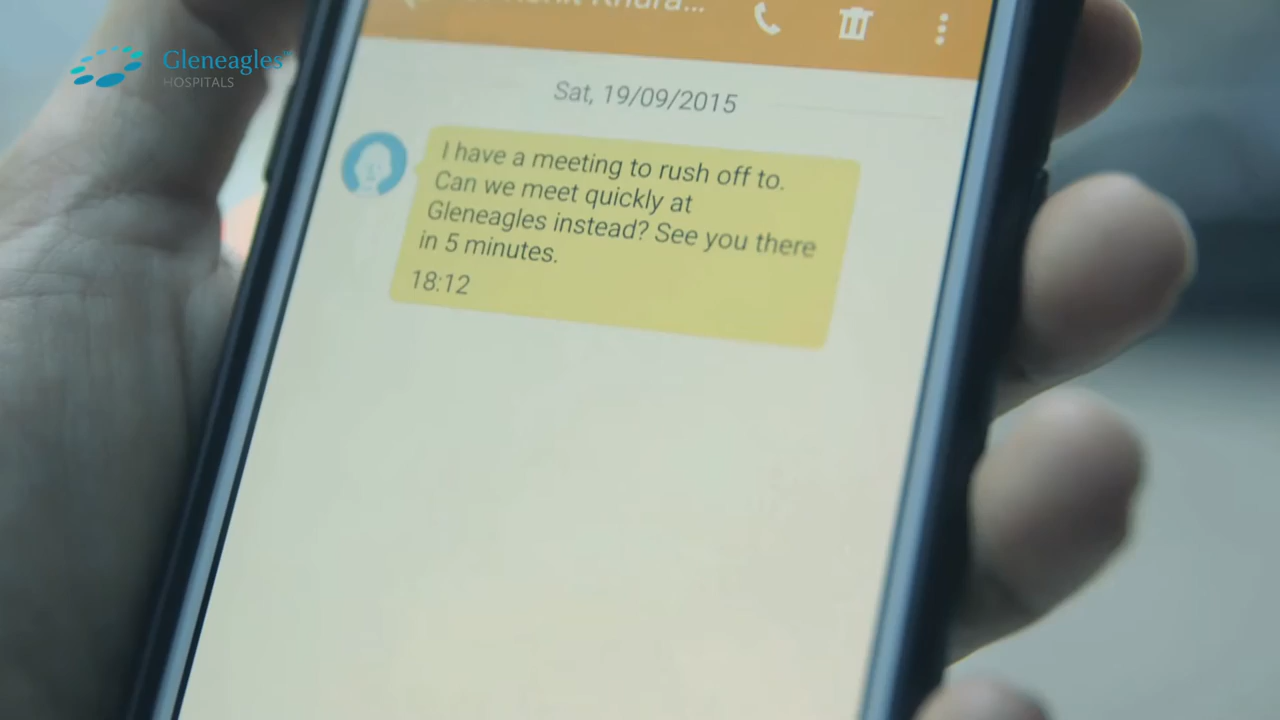 Gleneagles™
HOSPITALS
Sat, 19/09/2015
I have a meeting to rush off to.
Can we meet quickly at
Gleneagles instead? See you there
in 5 minutes.
18:12